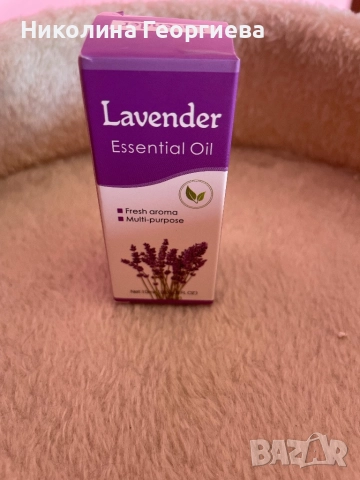 Николина Георгиева
Lavender
Essential Oil
Fresh aroma
Multi-purpose
BAZAR